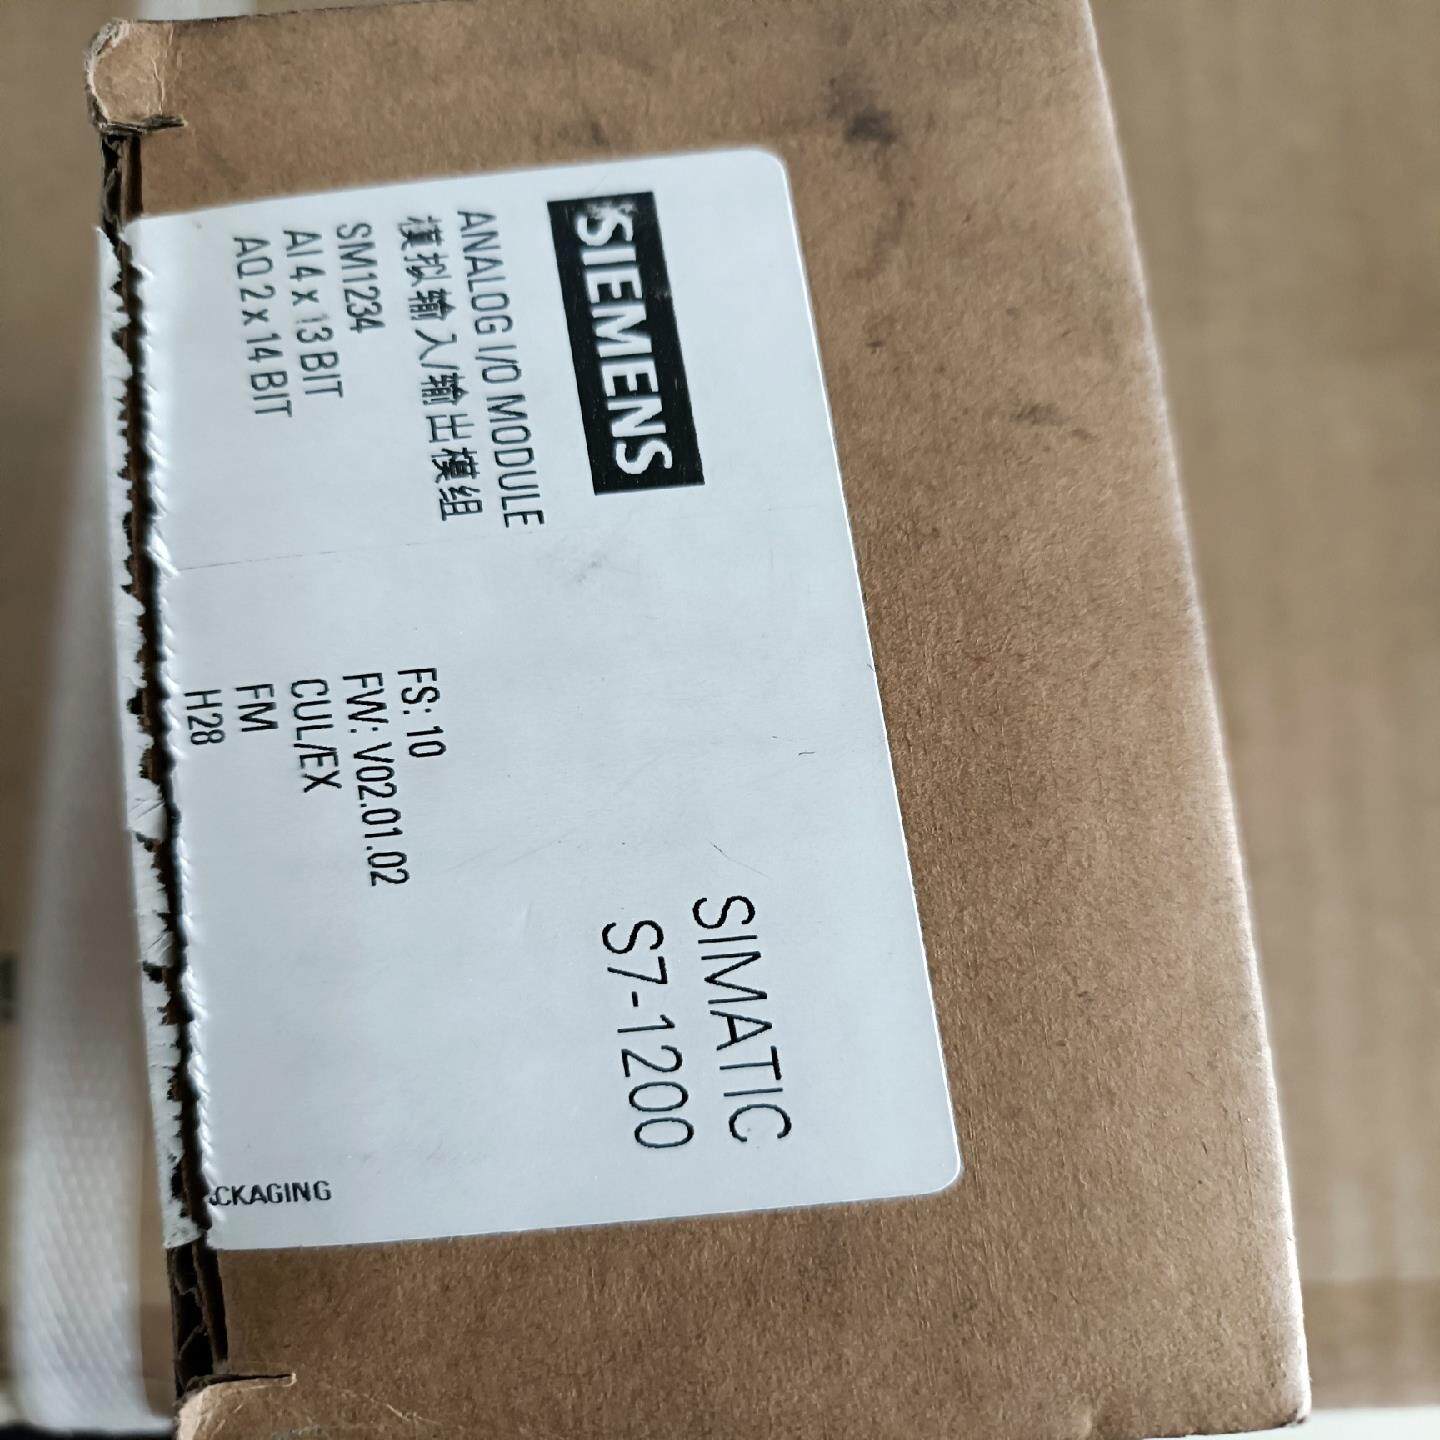 SIEMENS
SIMATIC
S7-1200
ANALOG I/O MODULE
模拟输入/输出模组
SM1234
AI 4 x 13 BIT
AQ 2 x 14 BIT
FS: 10
FW: V02.01.02
CUL/EX
FM
H28
CKAGING